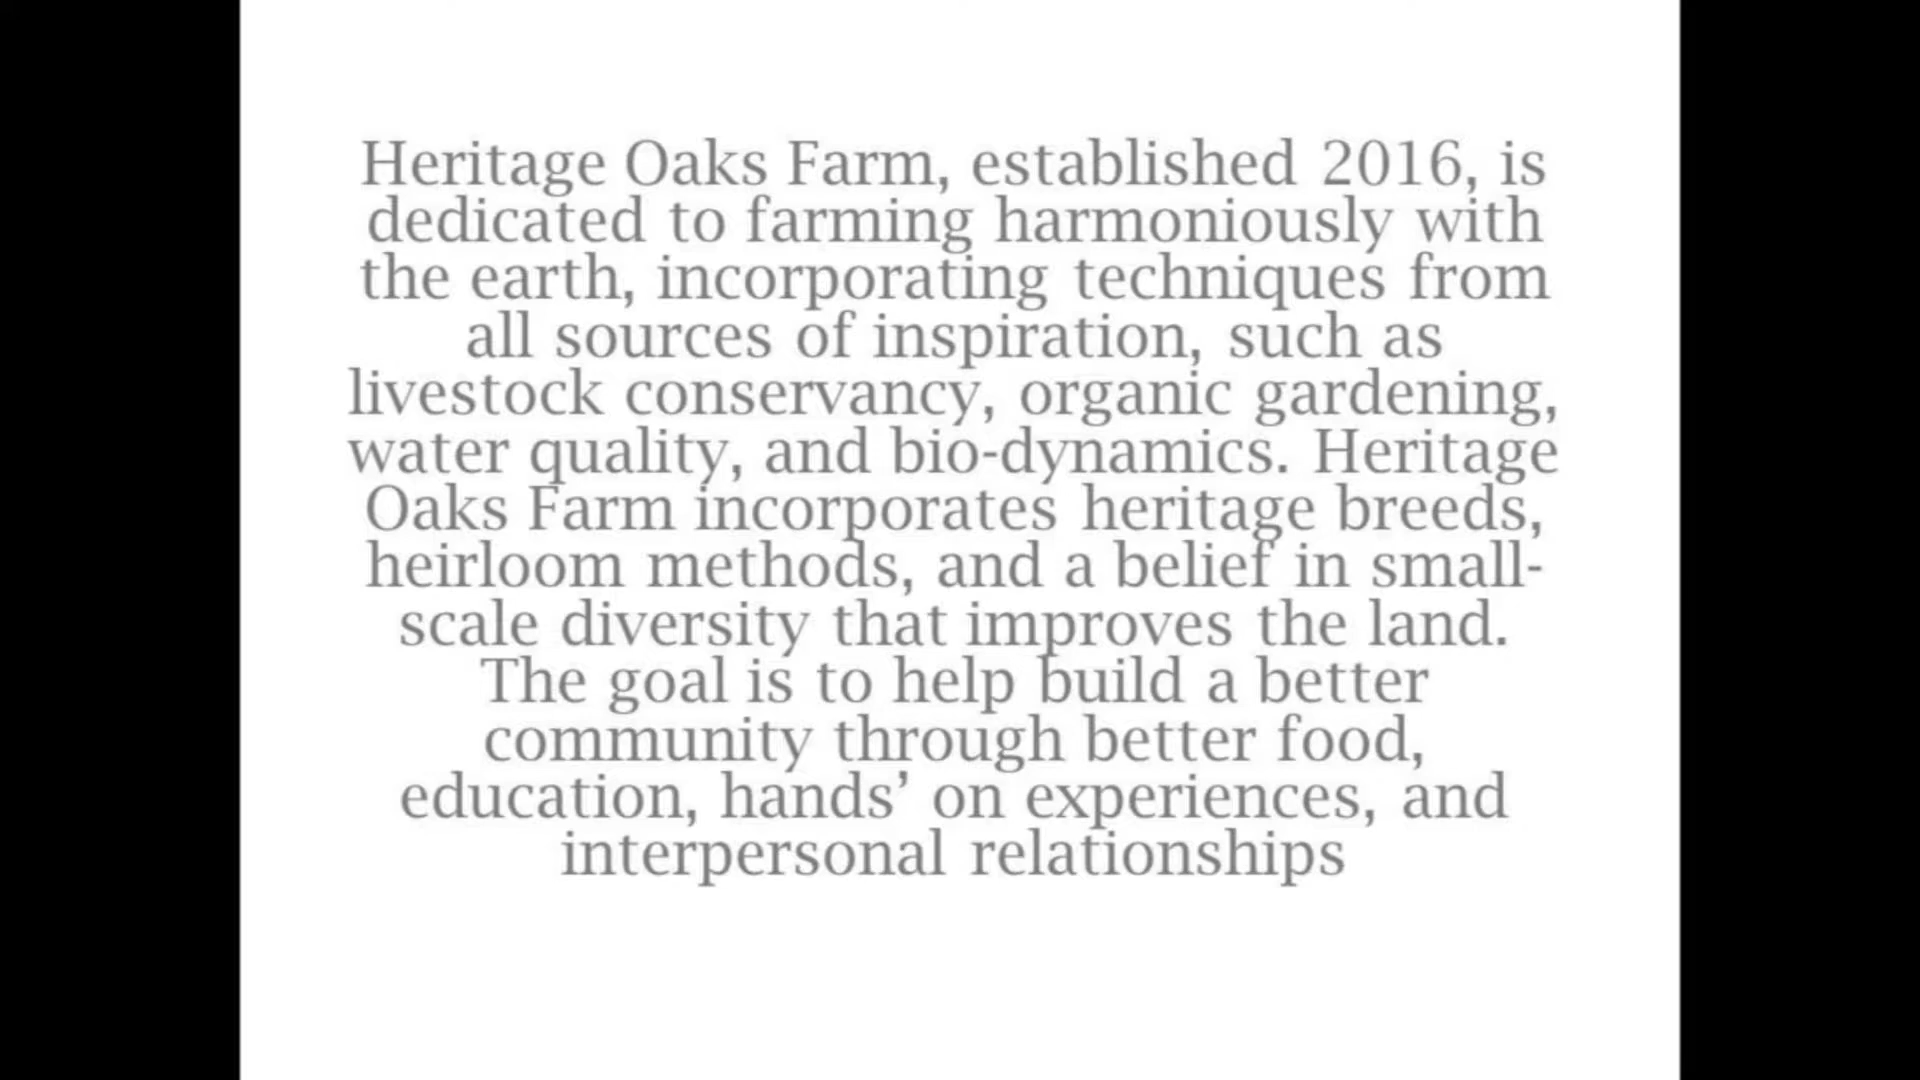 Heritage Oaks Farm, established 2016, is
dedicated to farming harmoniously with
the earth, incorporating techniques from
all sources of inspiration, such as
livestock conservancy, organic gardening,
water quality, and bio-dynamics. Heritage
Oaks Farm incorporates heritage breeds,
heirloom methods, and a belief in small-
scale diversity that improves the land.
The goal is to help build a better
community through better food,
education, hands’ on experiences, and
interpersonal relationships